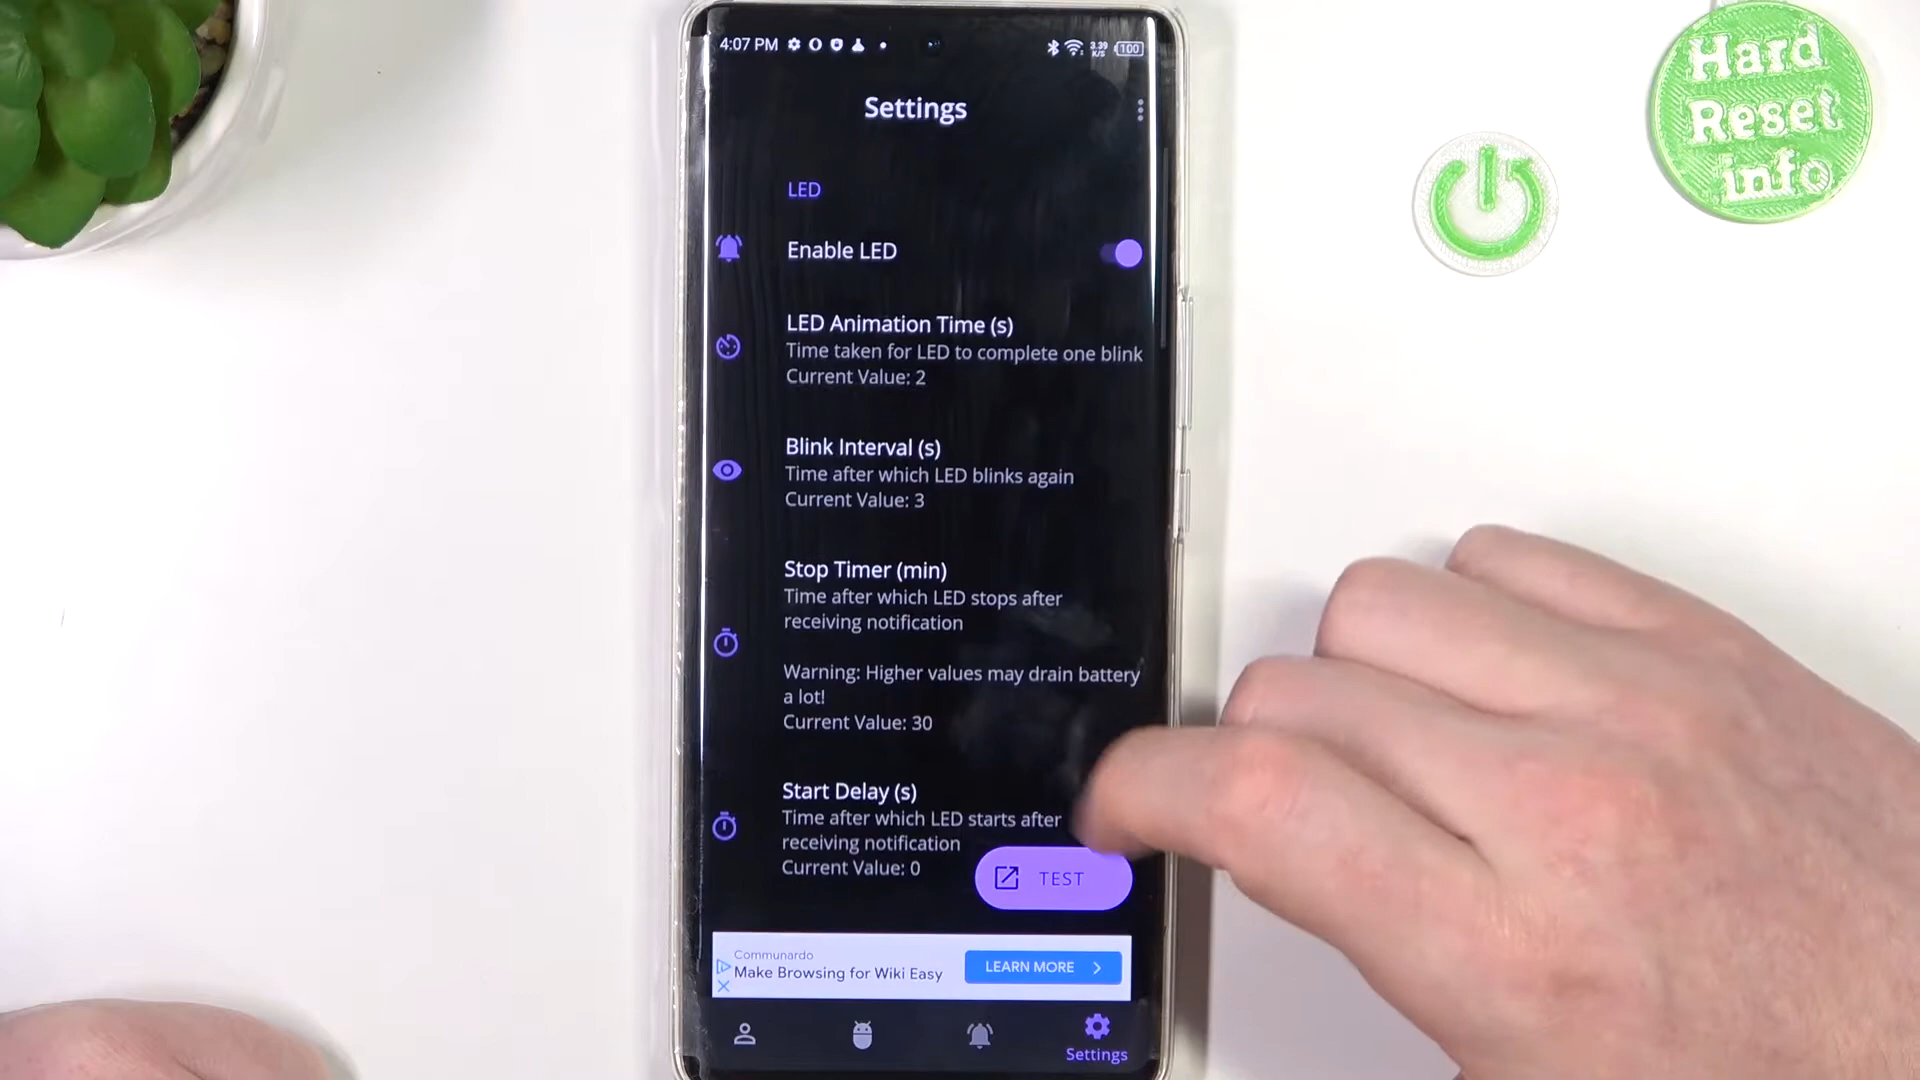 4:07 PM
3.39
K/S
100
Hard
Reset
info
Settings
LED
Enable LED
LED Animation Time (s)
Time taken for LED to complete one blink
Current Value: 2
Blink Interval (s)
Time after which LED blinks again
Current Value: 3
Stop Timer (min)
Time after which LED stops after
receiving notification
Warning: Higher values may drain battery
a lot!
Current Value: 30
Start Delay (s)
Time after which LED starts after
receiving notification
Current Value: 0
TEST
Communardo
Make Browsing for Wiki Easy
LEARN MORE
Settings